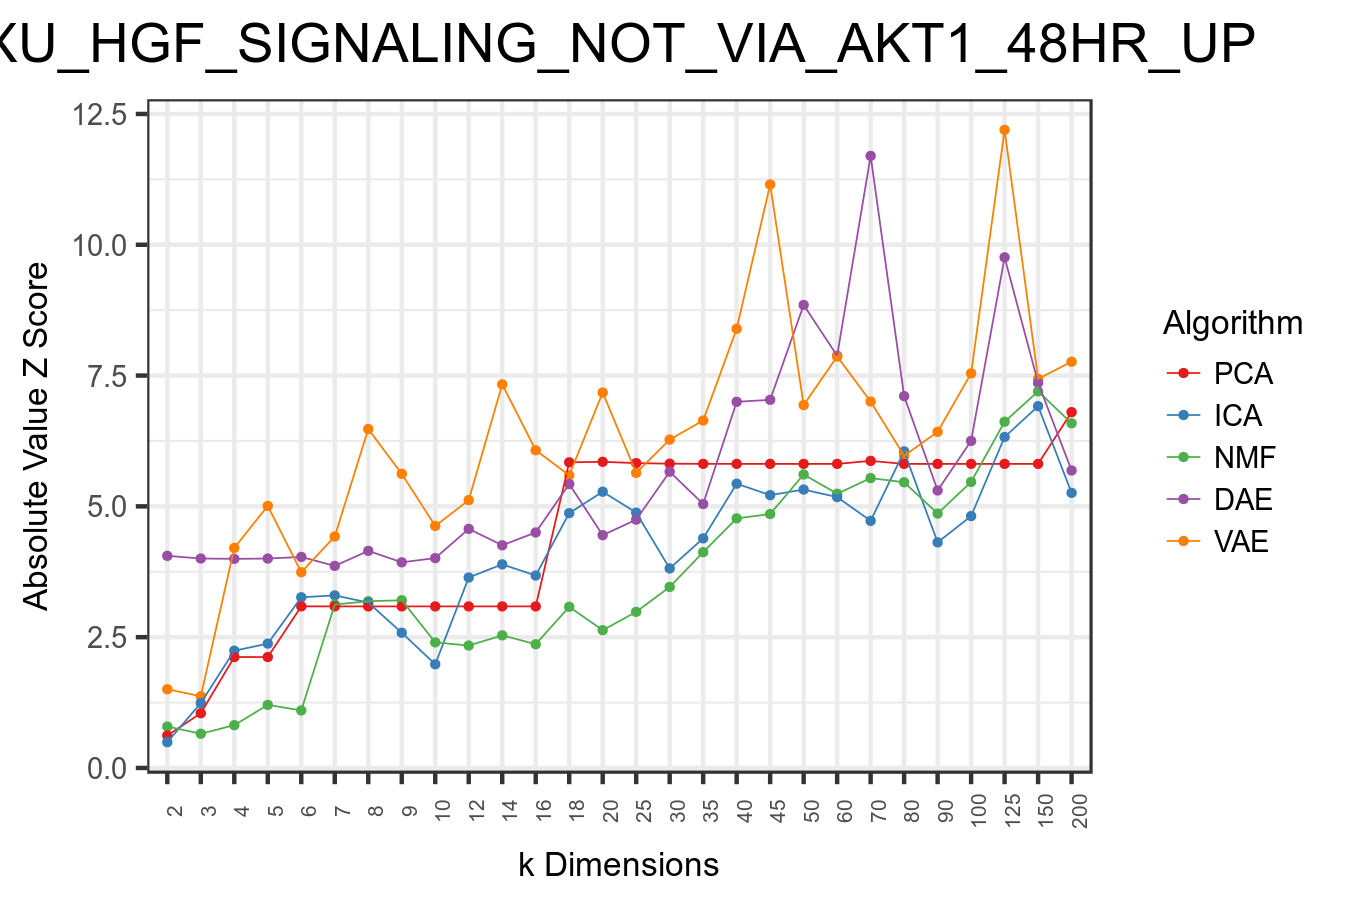 XU_HGF_SIGNALING_NOT_VIA_AKT1_48HR_UP
12.5
10.0
7.5
5.0
2.5
0.0
Absolute Value Z Score
2 3 4 5 6 7 8 9 10 12 14 16 18 20 25 30 35 40 45 50 60 70 80 90 100 125 150 200
k Dimensions
Algorithm
PCA
ICA
NMF
DAE
VAE